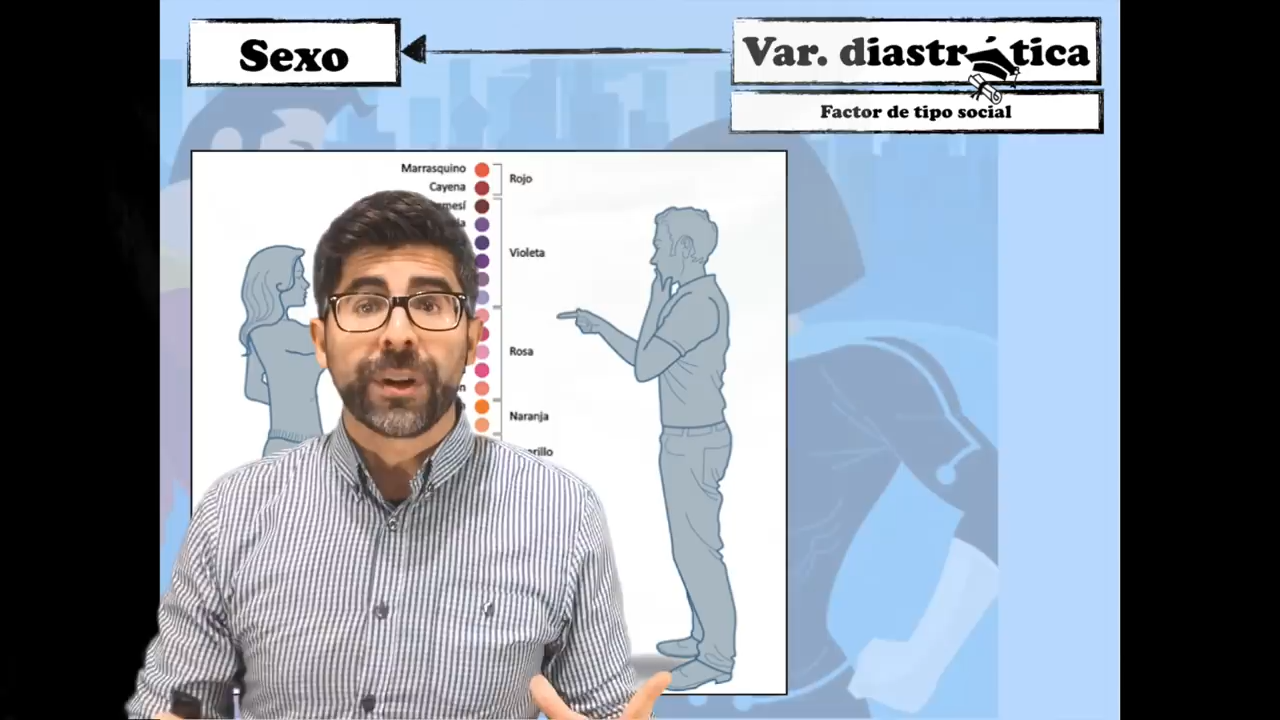 Sexo
Var. diastrática
Factor de tipo social
Marrasquino
Cayena
Rojo
Violeta
Rosa
Naranja